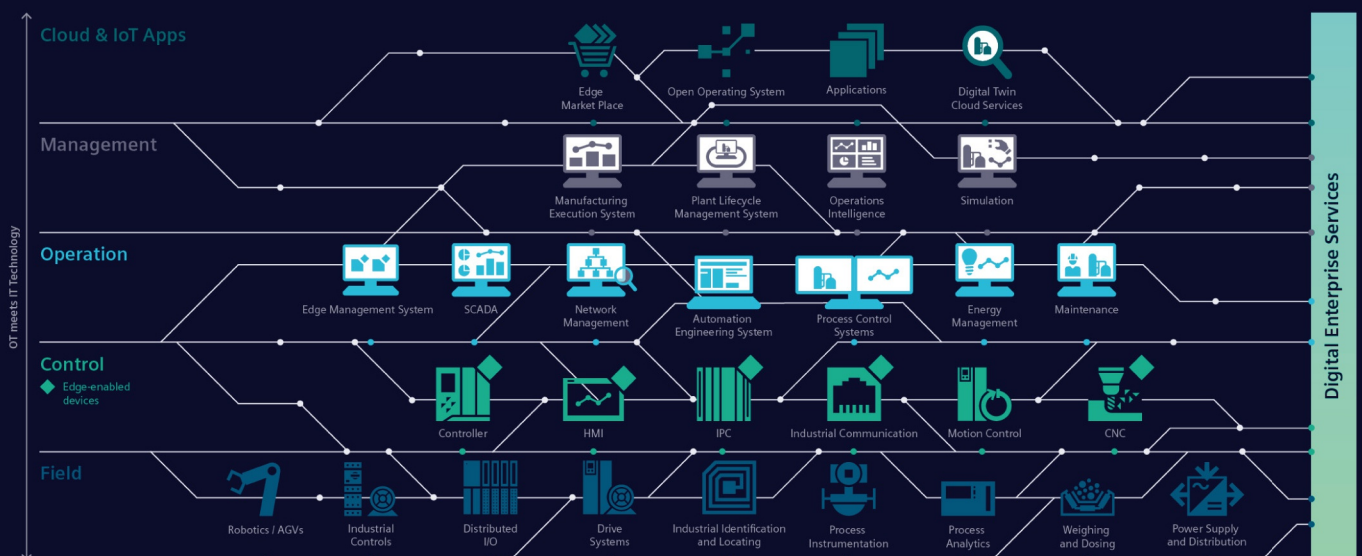 Cloud & IoT Apps
Edge
Market Place
Open Operating System
Applications
Digital Twin
Cloud Services
Management
Manufacturing
Execution System
Plant Lifecycle
Management System
Operations
Intelligence
Simulation
Operation
Edge Management System
SCADA
Network
Management
Automation
Engineering System
Process Control
Systems
Energy
Management
Maintenance
Control
Edge-enabled
devices
Controller
HMI
IPC
Industrial Communication
Motion Control
CNC
Field
Robotics / AGVs
Industrial
Controls
Distributed
I/O
Drive
Systems
Industrial Identification
and Locating
Process
Instrumentation
Process
Analytics
Weighing
and Dosing
Power Supply
and Distribution
OT meets IT Technology
Digital Enterprise Services